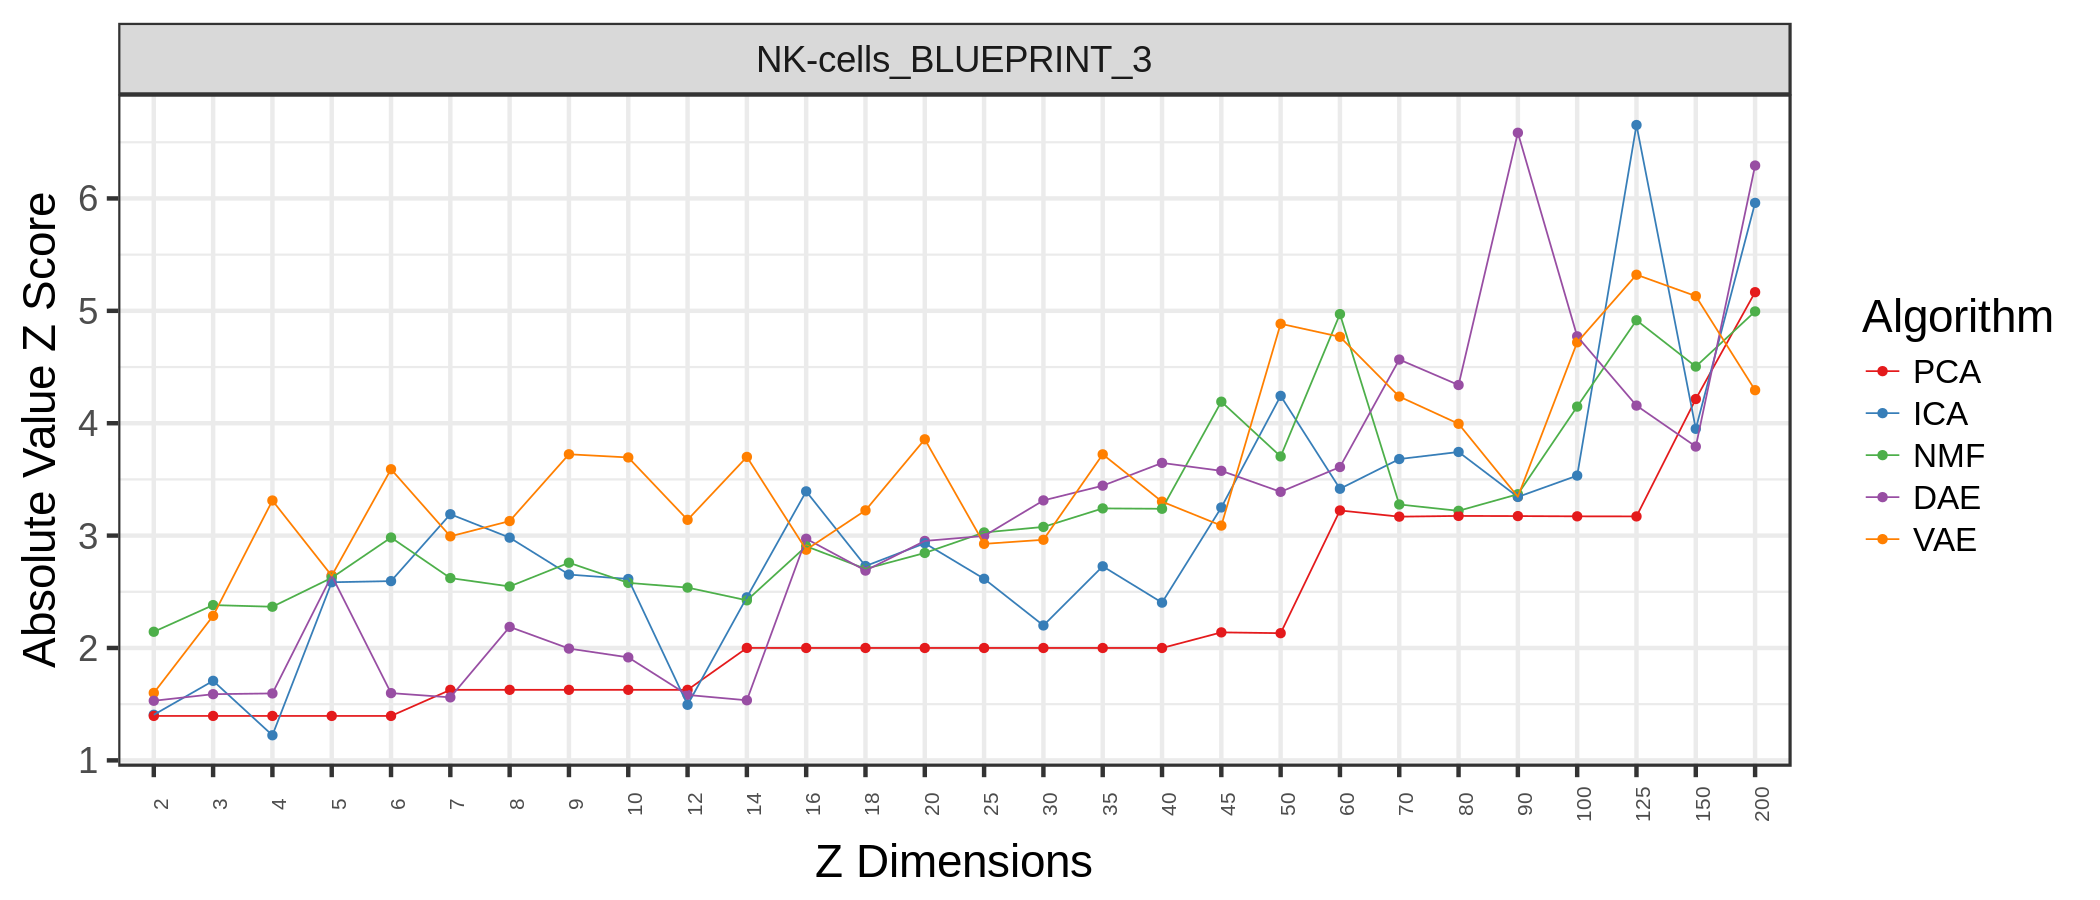 NK-cells_BLUEPRINT_3
Absolute Value Z Score
6
5
4
3
2
1
2 3 4 5 6 7 8 9 10 12 14 16 18 20 25 30 35 40 45 50 60 70 80 90 100 125 150 200
Z Dimensions
Algorithm
PCA
ICA
NMF
DAE
VAE